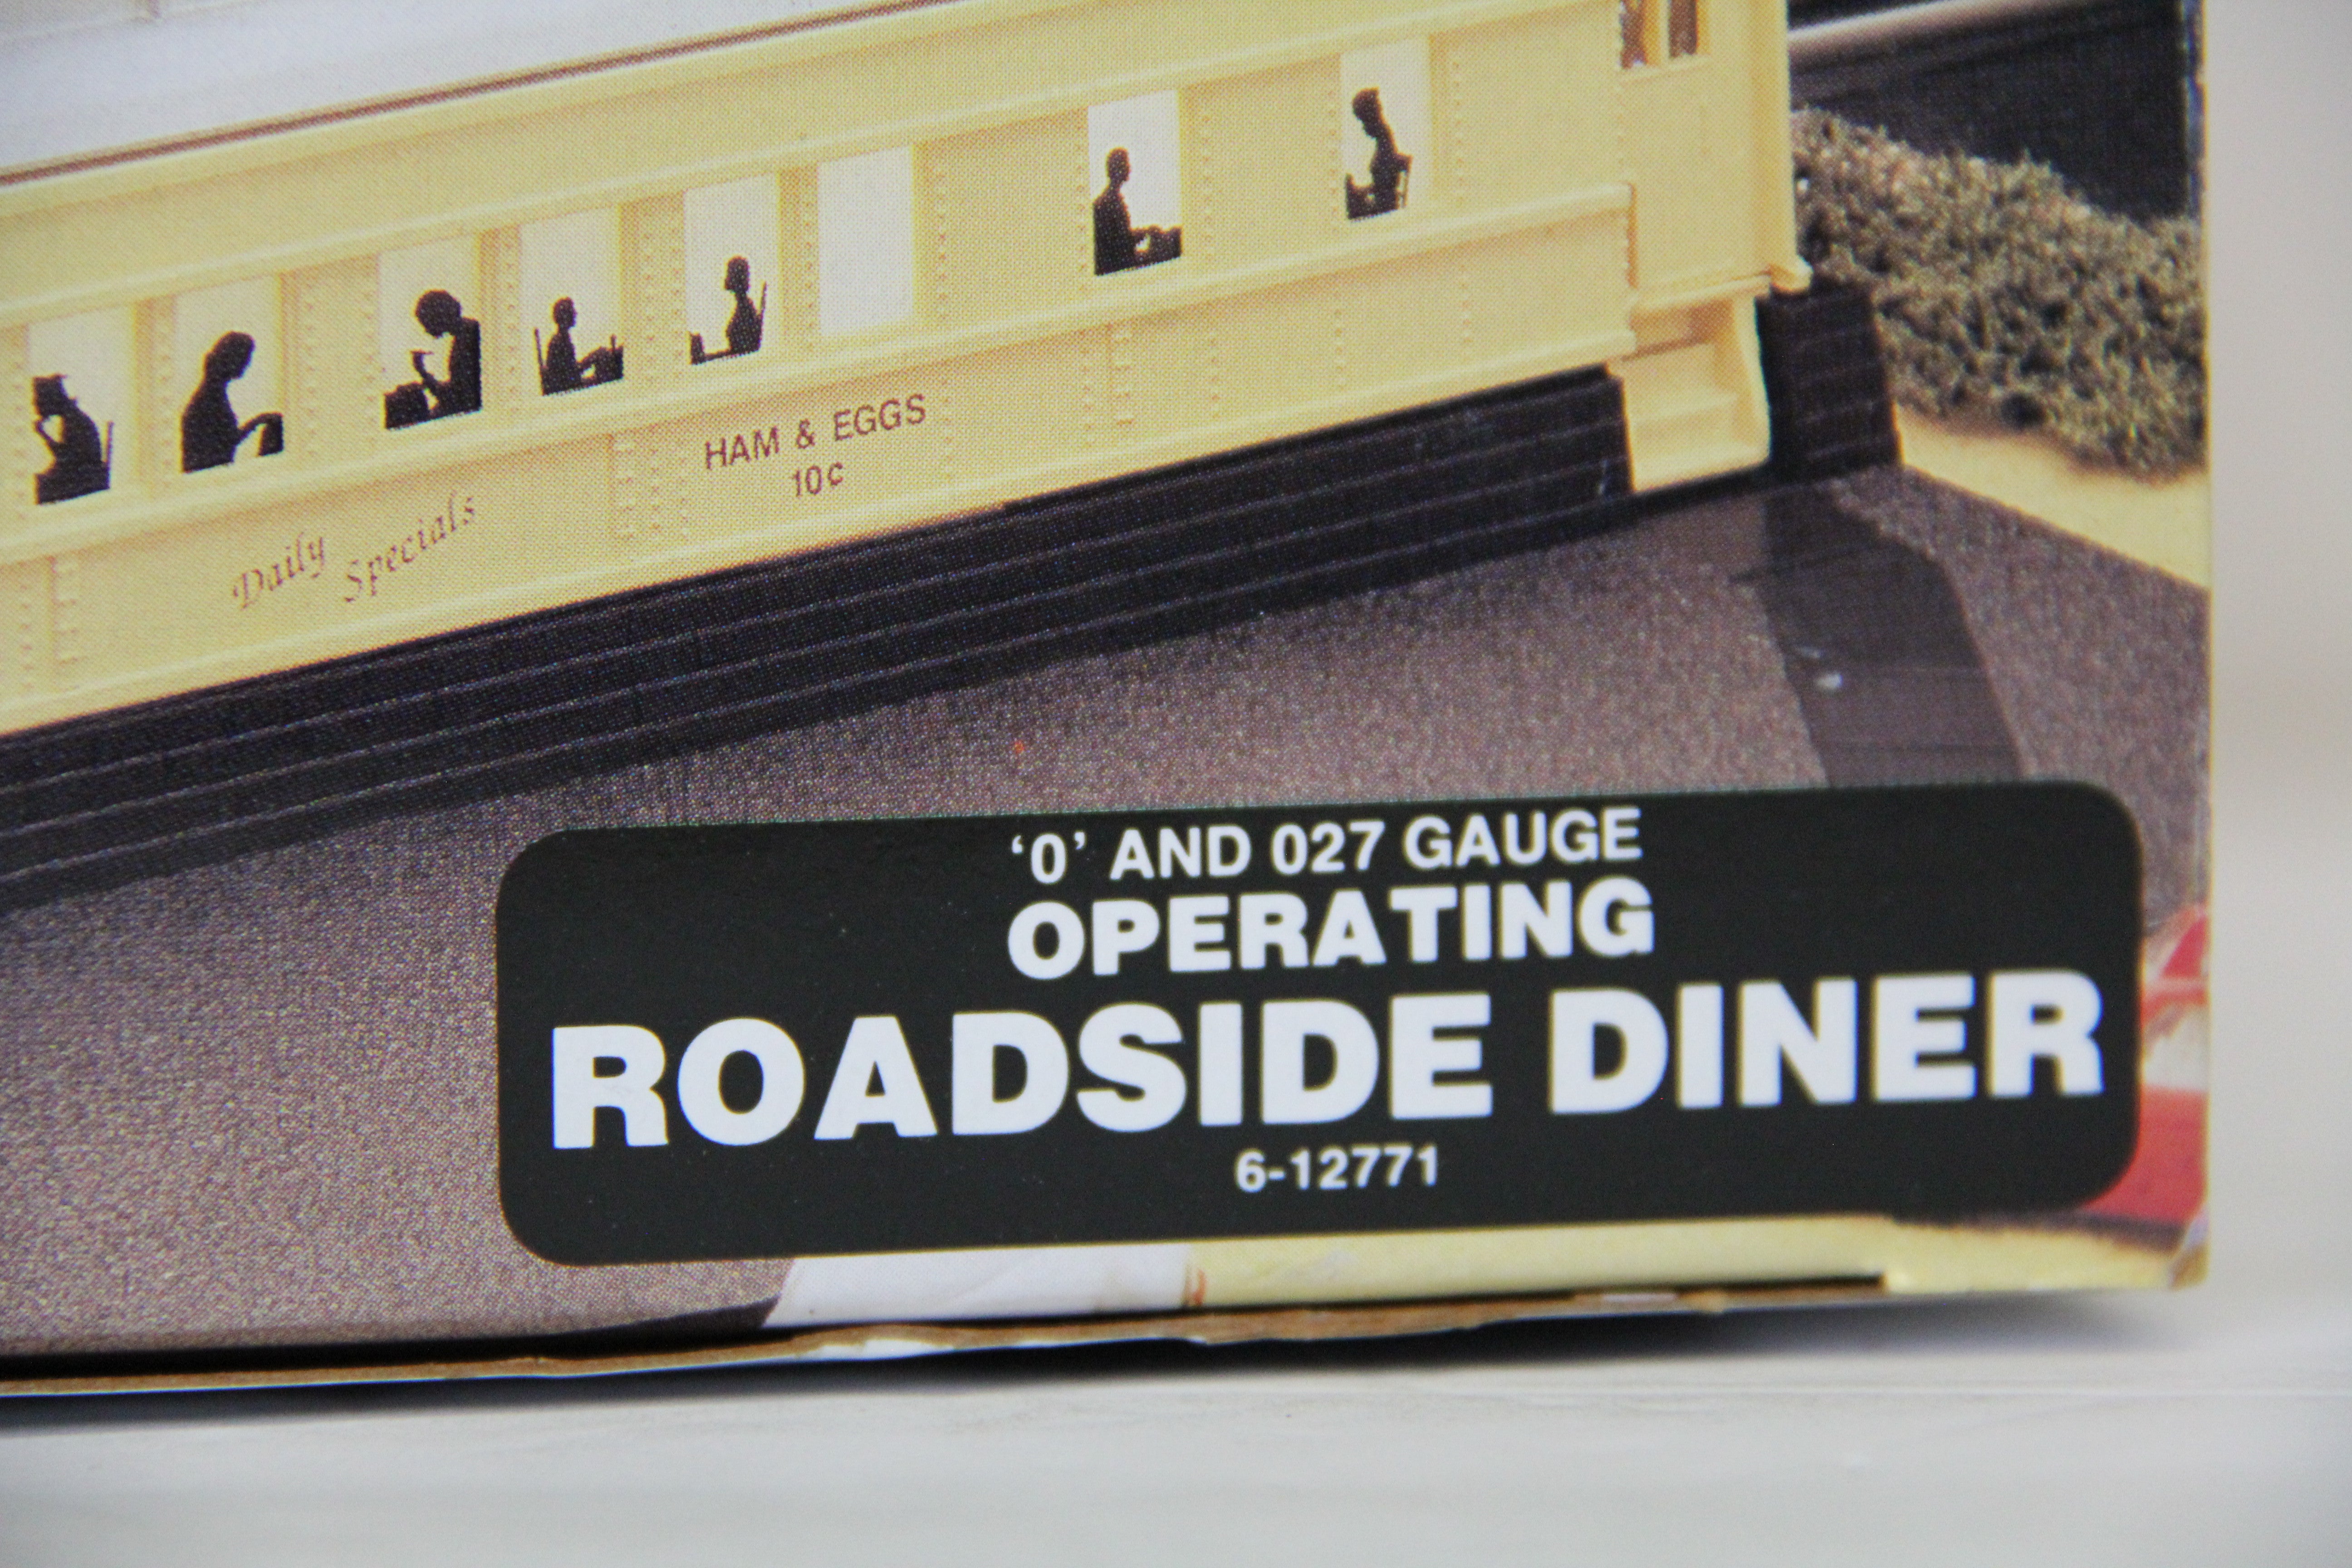 HAM & EGGS
10¢
Daily
Specials
‘0’ AND 027 GAUGE
OPERATING
ROADSIDE DINER
6-12771